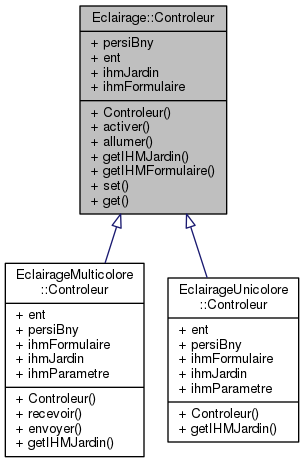 Eclairage::Controleur
+ persiBny
+ ent
+ ihmJardin
+ ihmFormulaire
+ Controleur()
+ activer()
+ allumer()
+ getIHMJardin()
+ getIHMFormulaire()
+ set()
+ get()
EclairageMulticolore
::Controleur
+ ent
+ persiBny
+ ihmFormulaire
+ ihmJardin
+ ihmParametre
+ Controleur()
+ recevoir()
+ envoyer()
+ getIHMJardin()
EclairageUnicolore
::Controleur
+ ent
+ persiBny
+ ihmFormulaire
+ ihmJardin
+ ihmParametre
+ Controleur()
+ getIHMJardin()